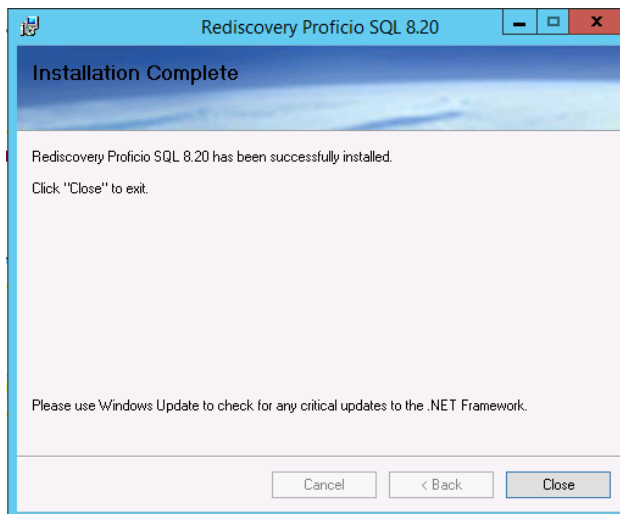 Rediscovery Proficio SQL 8.20
Installation Complete
Rediscovery Proficio SQL 8.20 has been successfully installed.
Click "Close" to exit.
Please use Windows Update to check for any critical updates to the .NET Framework.
Cancel
< Back
Close